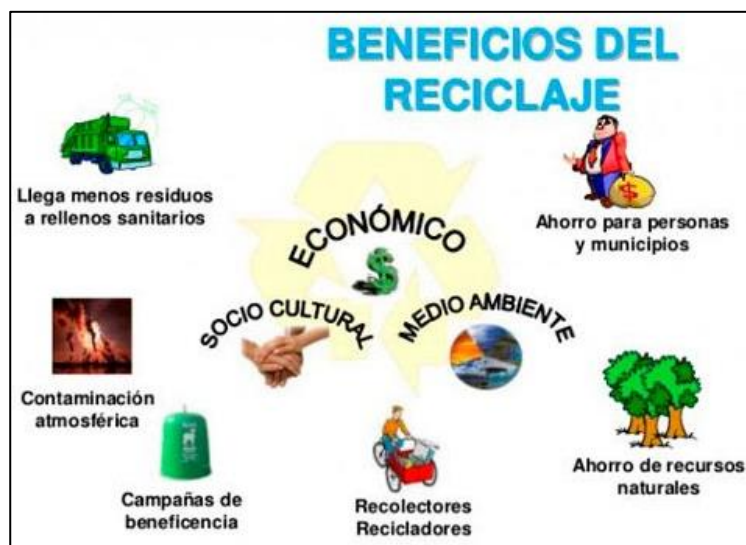 BENEFICIOS DEL
RECICLAJE
Llega menos residuos
a rellenos sanitarios
Ahorro para personas
y municipios
ECONÓMICO
SOCIO CULTURAL
MEDIO AMBIENTE
Contaminación
atmosférica
Campañas de
beneficencia
Recolectores
Recicladores
Ahorro de recursos
naturales